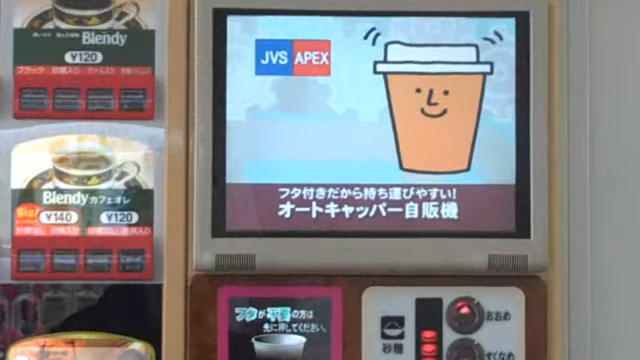 Blendy
¥120
ブラック
Blendy カフェオレ
Big!
¥140
¥120
JVS APEX
フタ付きだから持ち運びやすい!
オートキャッパー自販機
フタが不要の方は
先に押してください。
砂糖
おおめ
すくなめ